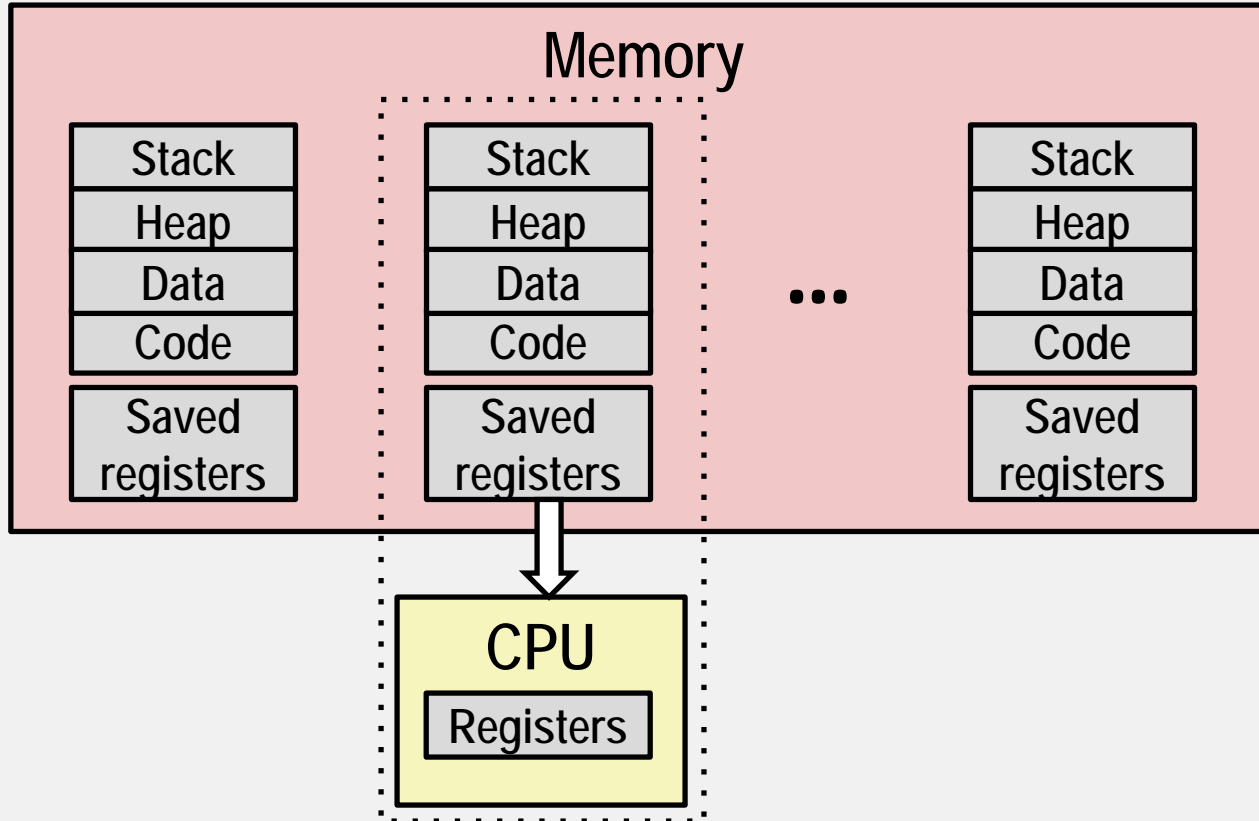 Memory
Stack
Heap
Data
Code
Saved
registers
Stack
Heap
Data
Code
Saved
registers
...
Stack
Heap
Data
Code
Saved
registers
CPU
Registers